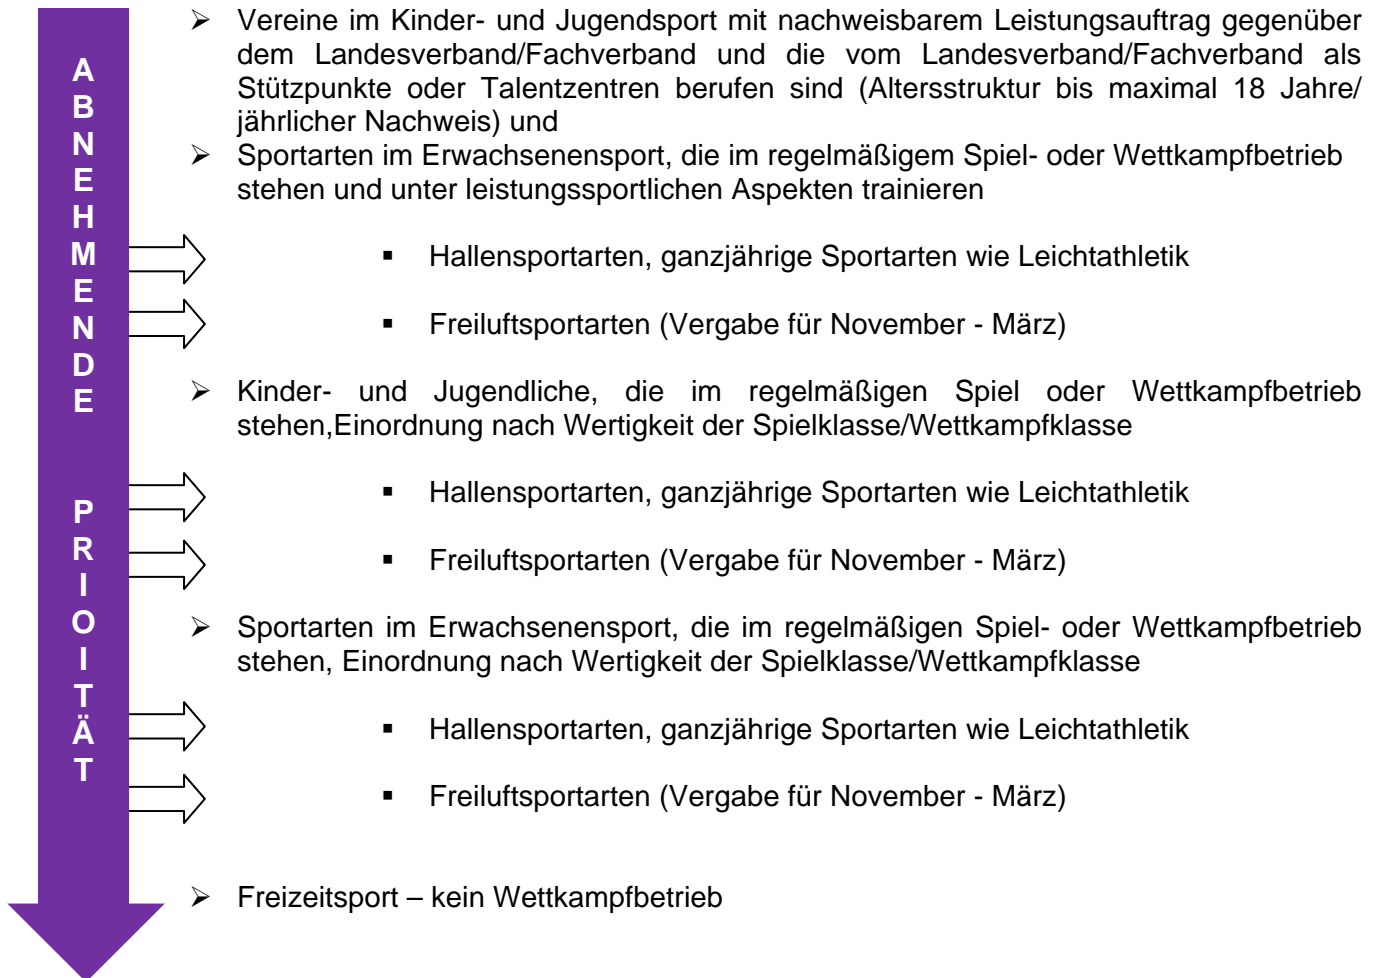 ABNEHMENDE PRIOITÄT
➢ Vereine im Kinder- und Jugendsport mit nachweisbarem Leistungsauftrag gegenüber
dem Landesverband/Fachverband und die vom Landesverband/Fachverband als
Stützpunkte oder Talentzentren berufen sind (Altersstruktur bis maximal 18 Jahre/
jährlicher Nachweis) und
➢ Sportarten im Erwachsenensport, die im regelmäßigem Spiel- oder Wettkampfbetrieb
stehen und unter leistungssportlichen Aspekten trainieren
▪ Hallensportarten, ganzjährige Sportarten wie Leichtathletik
▪ Freiluftsportarten (Vergabe für November - März)
➢ Kinder- und Jugendliche, die im regelmäßigen Spiel oder Wettkampfbetrieb
stehen,Einordnung nach Wertigkeit der Spielklasse/Wettkampfklasse
▪ Hallensportarten, ganzjährige Sportarten wie Leichtathletik
▪ Freiluftsportarten (Vergabe für November - März)
➢ Sportarten im Erwachsenensport, die im regelmäßigen Spiel- oder Wettkampfbetrieb
stehen, Einordnung nach Wertigkeit der Spielklasse/Wettkampfklasse
▪ Hallensportarten, ganzjährige Sportarten wie Leichtathletik
▪ Freiluftsportarten (Vergabe für November - März)
➢ Freizeitsport – kein Wettkampfbetrieb